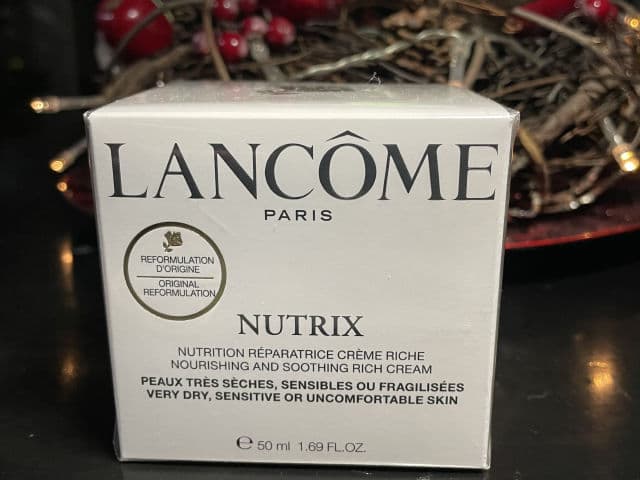 LANCÔME
PARIS
REFORMULATION
D'ORIGINE
ORIGINAL
REFORMULATION
NUTRIX
NUTRITION RÉPARATRICE CRÈME RICHE
NOURISHING AND SOOTHING RICH CREAM
PEAUX TRÈS SÈCHES, SENSIBLES OU FRAGILISÉES
VERY DRY, SENSITIVE OR UNCOMFORTABLE SKIN
℮ 50 ml 1.69 FL.OZ.